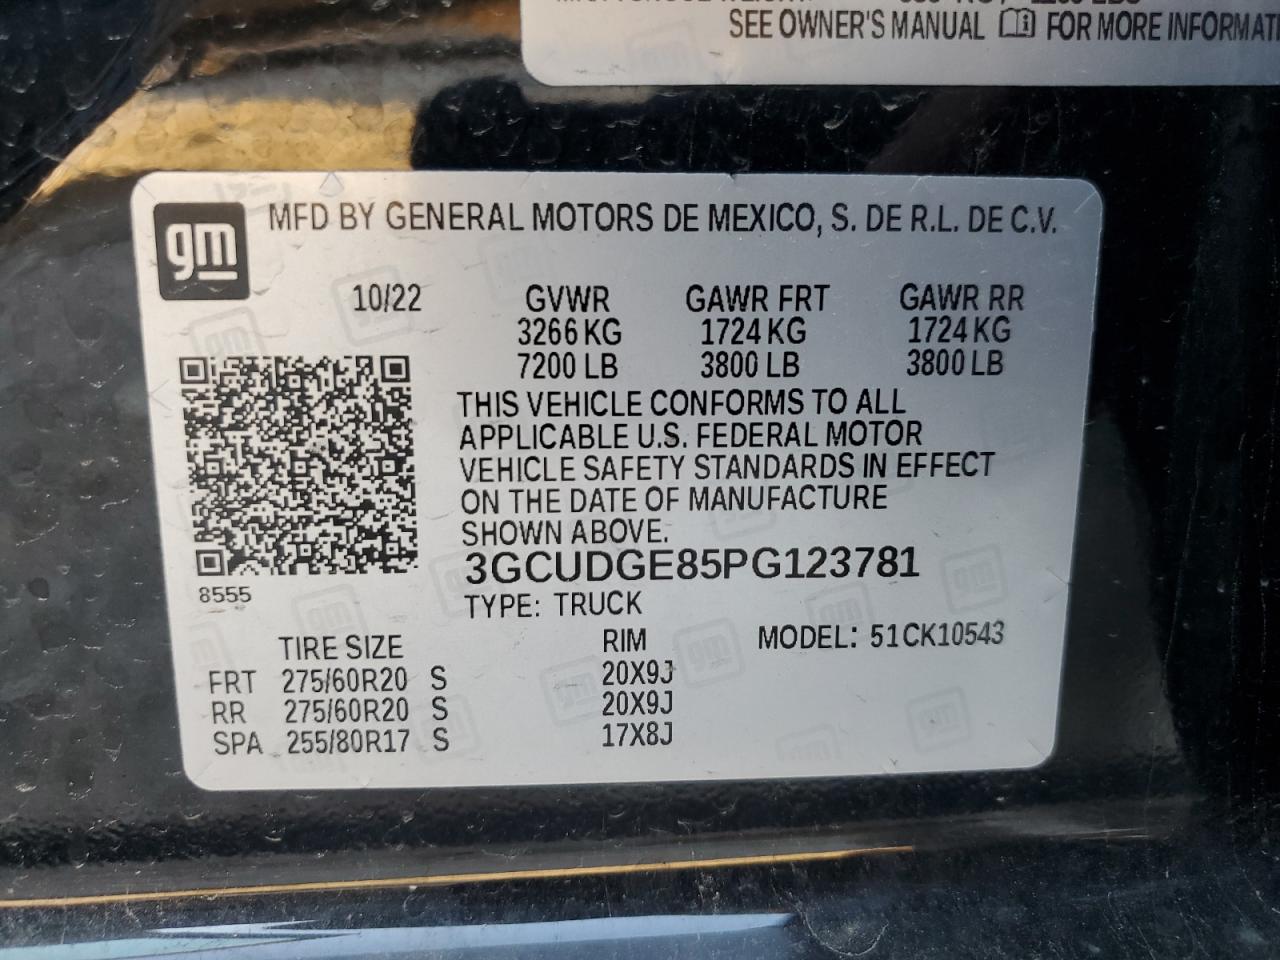 SEE OWNER'S MANUAL FOR MORE
gm
MFD BY GENERAL MOTORS DE MEXICO, S. DE R.L. DE C.V.
10/22 GVWR GAWR FRT GAWR RR
3266 KG 1724 KG 1724 KG
7200 LB 3800 LB 3800 LB
THIS VEHICLE CONFORMS TO ALL
APPLICABLE U.S. FEDERAL MOTOR
VEHICLE SAFETY STANDARDS IN EFFECT
ON THE DATE OF MANUFACTURE
SHOWN ABOVE.
3GCUDGE85PG123781
8555
TYPE: TRUCK
TIRE SIZE RIM MODEL: 51CK10543
FRT 275/60R20 S 20X9J
RR 275/60R20 S 20X9J
SPA 255/80R17 S 17X8J